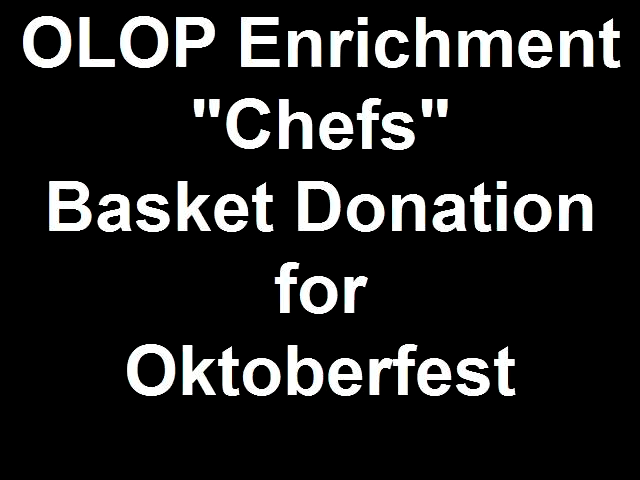 OLOP Enrichment
"Chefs"
Basket Donation
for
Oktoberfest